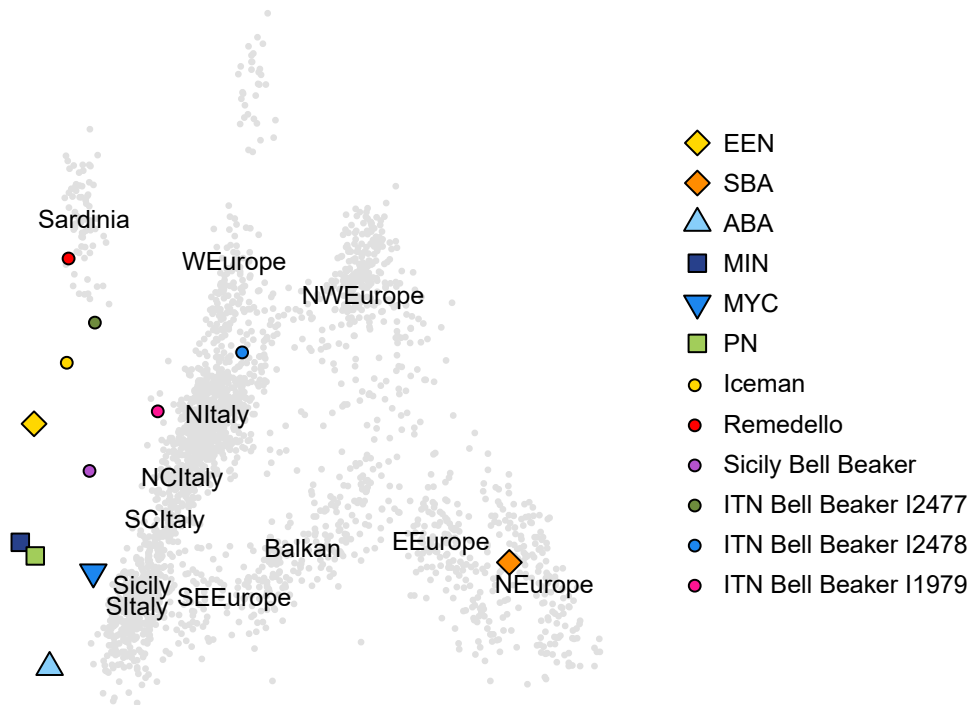 Sardinia
WEurope
NWEurope
NItaly
NCItaly
SCItaly
Balkan
EEurope
NEurope
Sicily
SItaly
SEEurope
EEN
SBA
ABA
MIN
MYC
PN
Iceman
Remedello
Sicily Bell Beaker
ITN Bell Beaker I2477
ITN Bell Beaker I2478
ITN Bell Beaker I1979